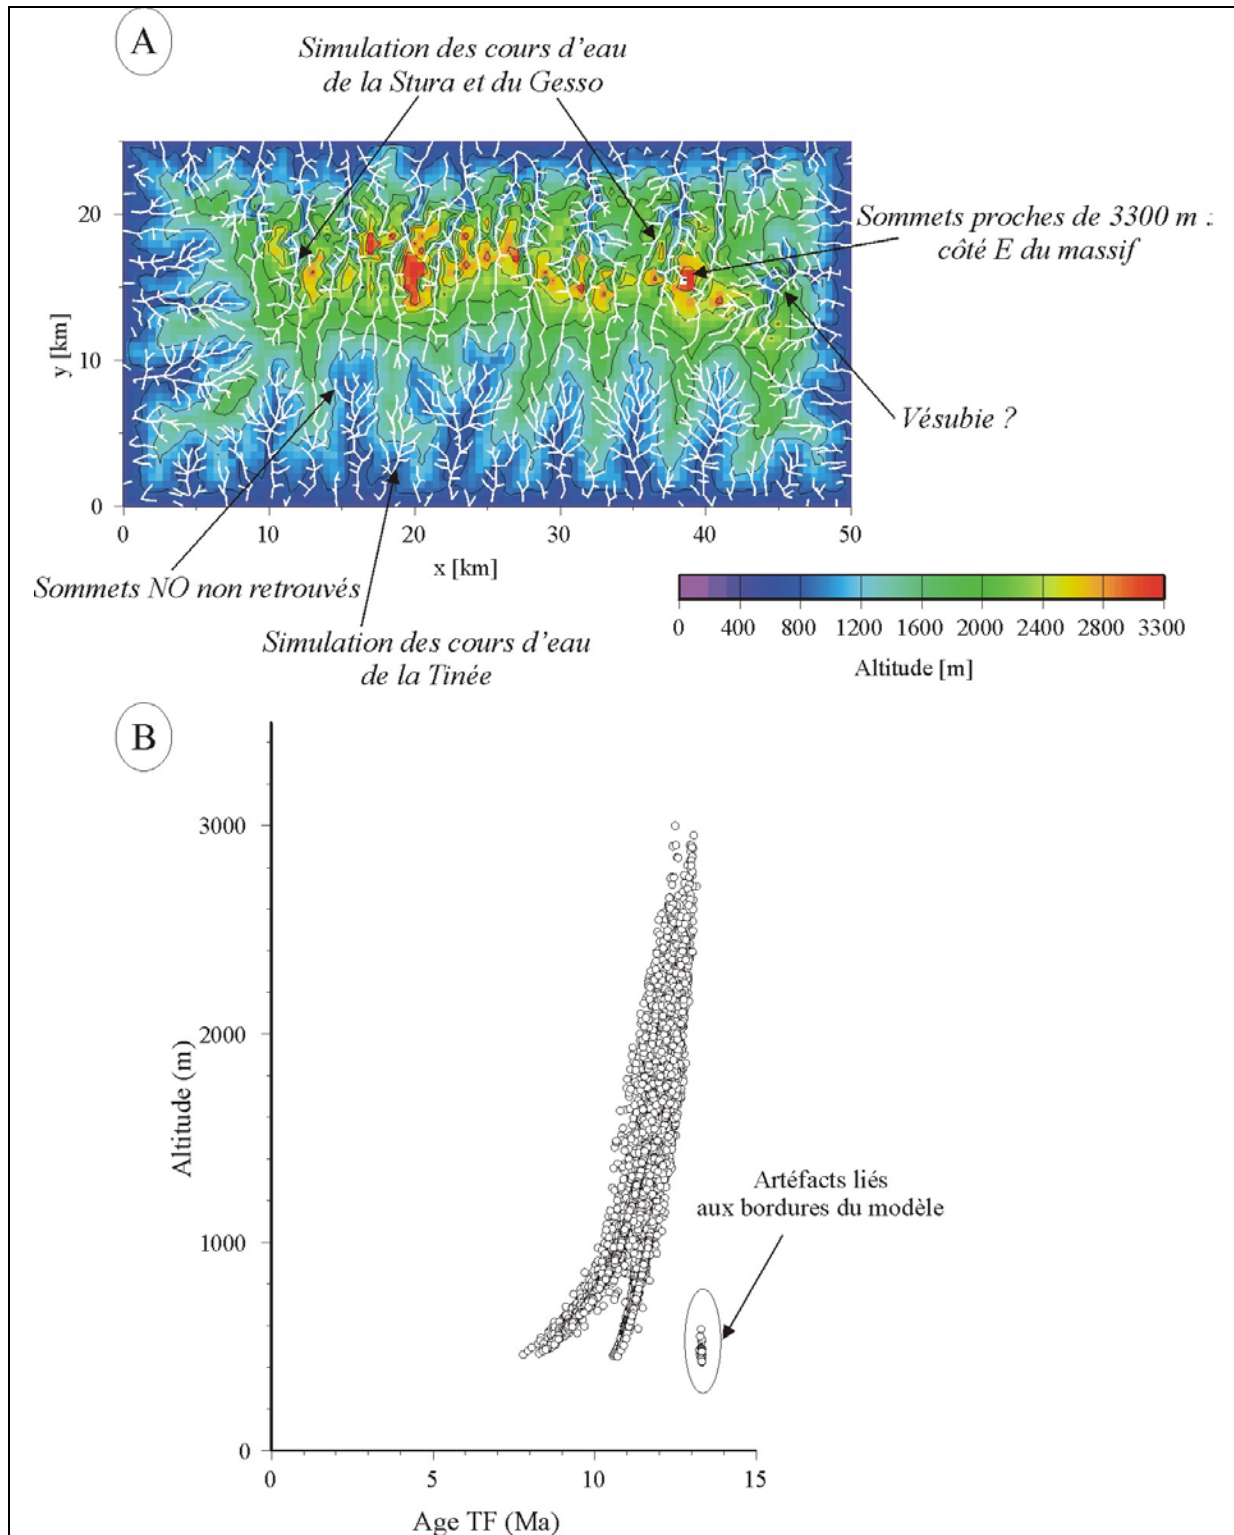 A
Simulation des cours d'eau
de la Stura et du Gesso
Sommets proches de 3300 m
côté E du massif
Vésubie ?
20
10
0
y [km]
0 10 20 30 40 50
x [km]
Sommets NO non retrouvés
Simulation des cours d'eau
de la Tinée
0 400 800 1200 1600 2000 2400 2800 3300
Altitude [m]
B
3000
2000
1000
0
Altitude (m)
Artéfacts liés
aux bordures du modèle
0 5 10 15
Age TF (Ma)